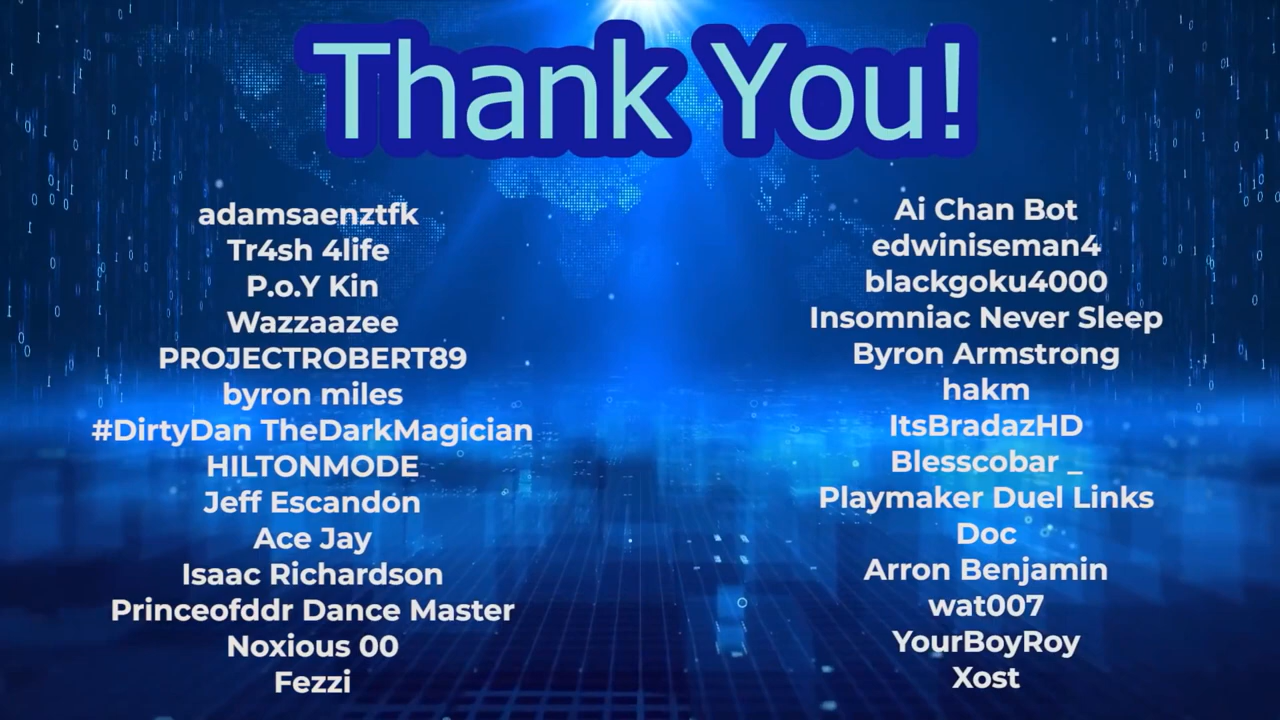 Thank You!
adamsaenztfk
Tr4sh 4life
P.o.Y Kin
Wazzaazee
PROJECTROBERT89
byron miles
#DirtyDan TheDarkMagician
HILTONMODE
Jeff Escandon
Ace Jay
Isaac Richardson
Princeofddr Dance Master
Noxious 00
Fezzi
Ai Chan Bot
edwiniseman4
blackgoku4000
Insomniac Never Sleep
Byron Armstrong
hakm
ItsBradazHD
Blesscobar _
Playmaker Duel Links
Doc
Arron Benjamin
wat007
YourBoyRoy
Xost